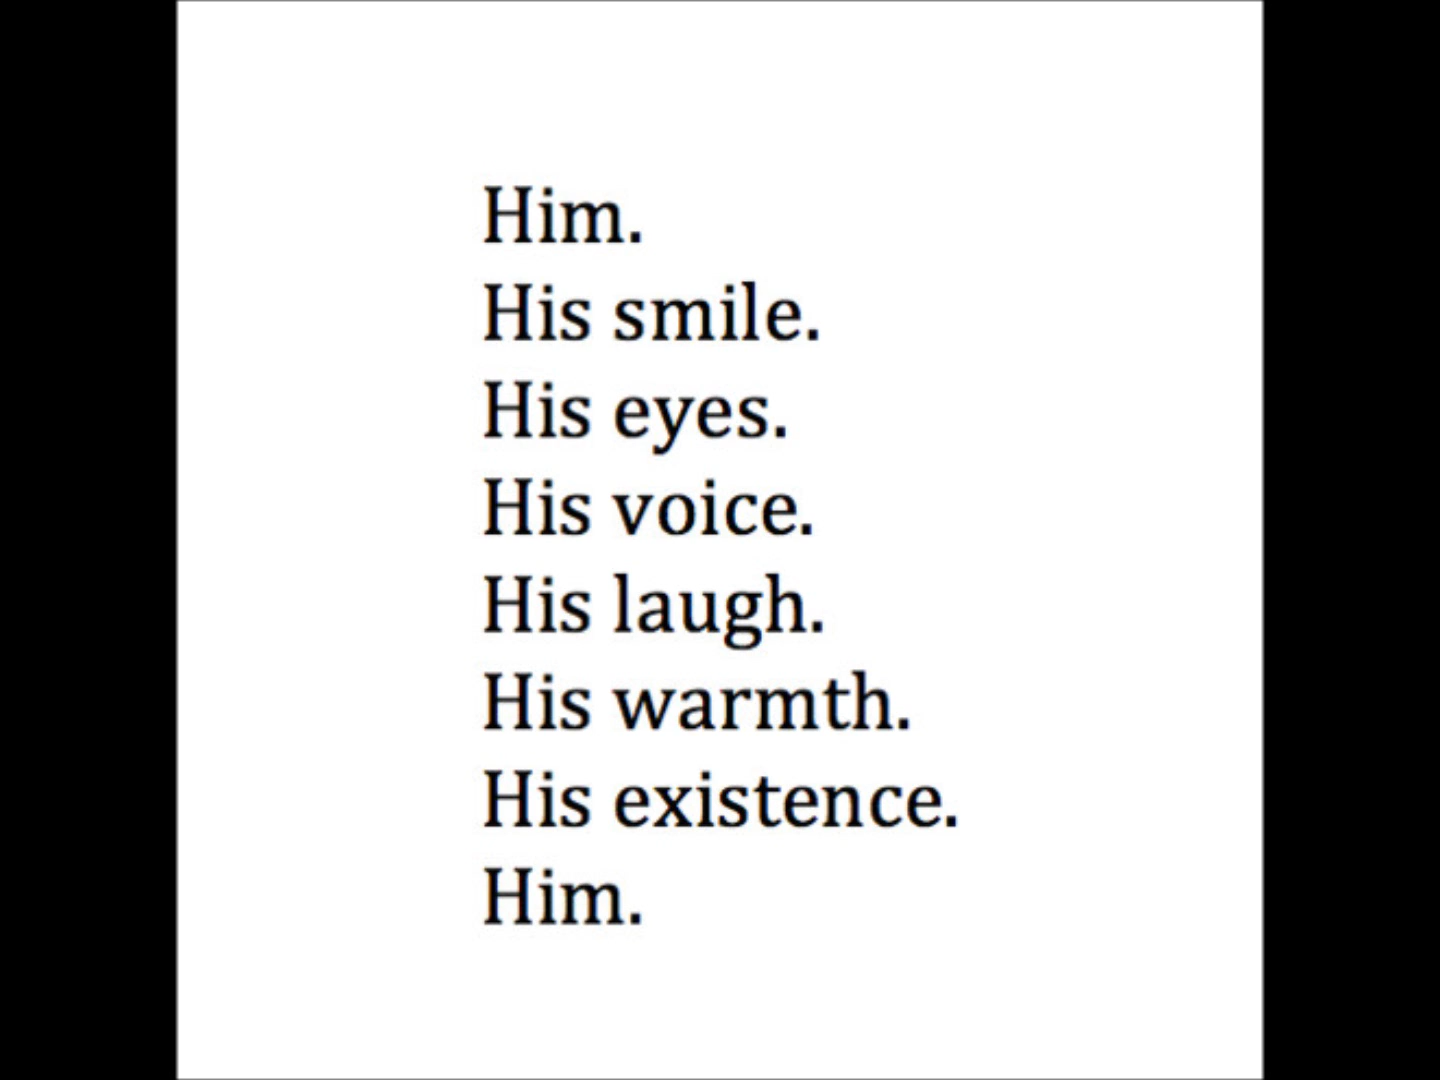 Him.
His smile.
His eyes.
His voice.
His laugh.
His warmth.
His existence.
Him.